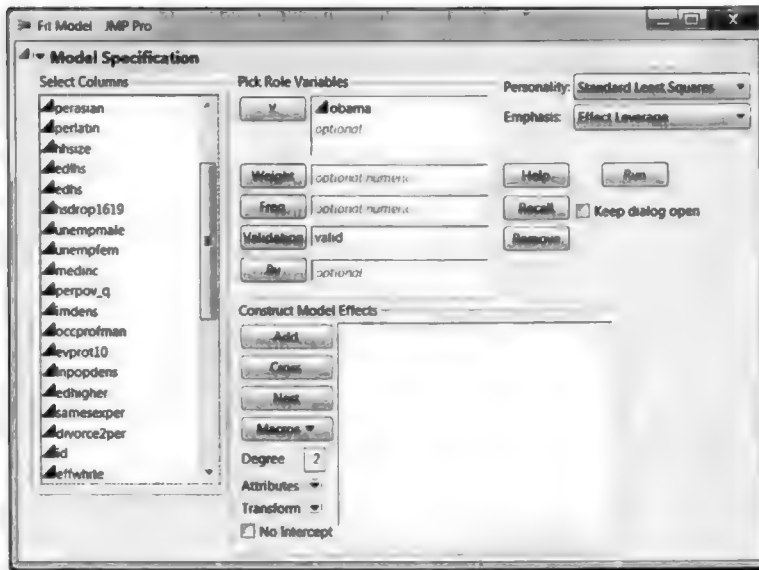 Fit Model JMP Pro
Model Specification
Select Columns
perasian
perlatin
hhsize
edlhs
edhs
hsdrop1619
unempmale
unempfem
medinc
perpov_q
imdens
occprofman
evprot10
lnpopdens
edhigher
samesexper
divorce2per
id
effwhite
Pick Role Variables
Y
obama
optional
Weight optional numeric
Freq optional numeric
Validation valid
By optional
Personality: Standard Least Squares
Emphasis: Effect Leverage
Help Run
Recall Keep dialog open
Remove
Construct Model Effects
Add
Cross
Nest
Macros
Degree 2
Attributes
Transform
No Intercept